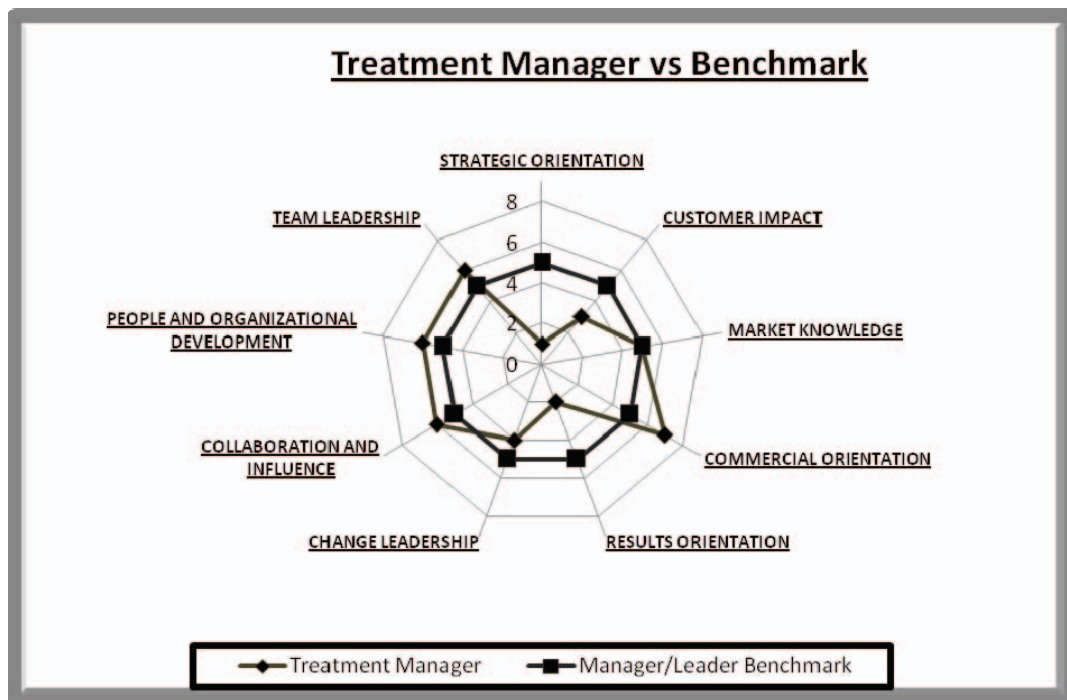 Treatment Manager vs Benchmark
STRATEGIC ORIENTATION
CUSTOMER IMPACT
MARKET KNOWLEDGE
COMMERCIAL ORIENTATION
RESULTS ORIENTATION
CHANGE LEADERSHIP
COLLABORATION AND
INFLUENCE
PEOPLE AND ORGANIZATIONAL
DEVELOPMENT
TEAM LEADERSHIP
8
6
4
2
0
Treatment Manager
Manager/Leader Benchmark